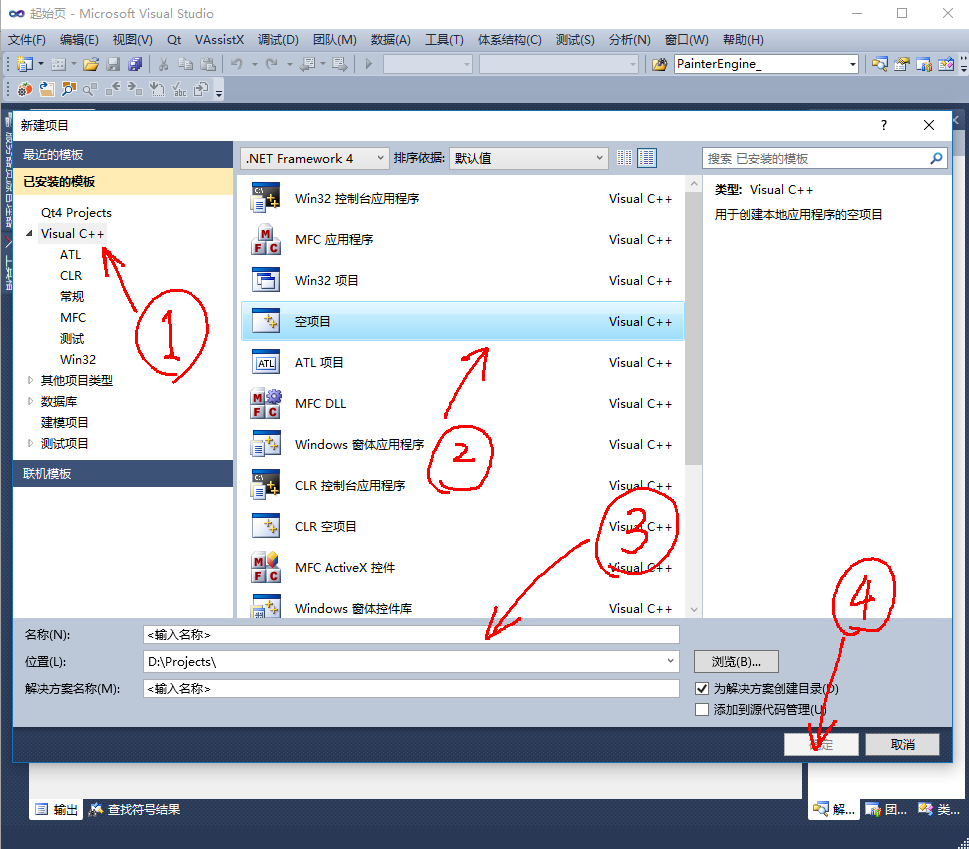 起始页 - Microsoft Visual Studio
文件(F) 编辑(E) 视图(V) Qt VAssistX 调试(D) 团队(M) 数据(A) 工具(T) 体系结构(C) 测试(S) 分析(N) 窗口(W) 帮助(H)
PainterEngine_
新建项目 ?
最近的模板
.NET Framework 4 排序依据: 默认值
搜索 已安装的模板
已安装的模板
Qt4 Projects
Visual C++
ATL
CLR
常规
MFC
测试
Win32
其他项目类型
数据库
建模项目
测试项目
联机模板
Win32 控制台应用程序 Visual C++
MFC 应用程序 Visual C++
Win32 项目 Visual C++
空项目 Visual C++
ATL 项目 Visual C++
MFC DLL Visual C++
Windows 窗体应用程序 Visual C++
CLR 控制台应用程序 Visual C++
CLR 空项目 Visual C++
MFC ActiveX 控件 Visual C++
Windows 窗体控件库 Visual C++
类型: Visual C++
用于创建本地应用程序的空项目
1
2
3
4
名称(N): <输入名称>
位置(L): D:\Projects\ 浏览(B)...
解决方案名称(M): <输入名称>
为解决方案创建目录(D)
添加到源代码管理(U)
确定 取消
输出 查找符号结果
解... 团... 类...